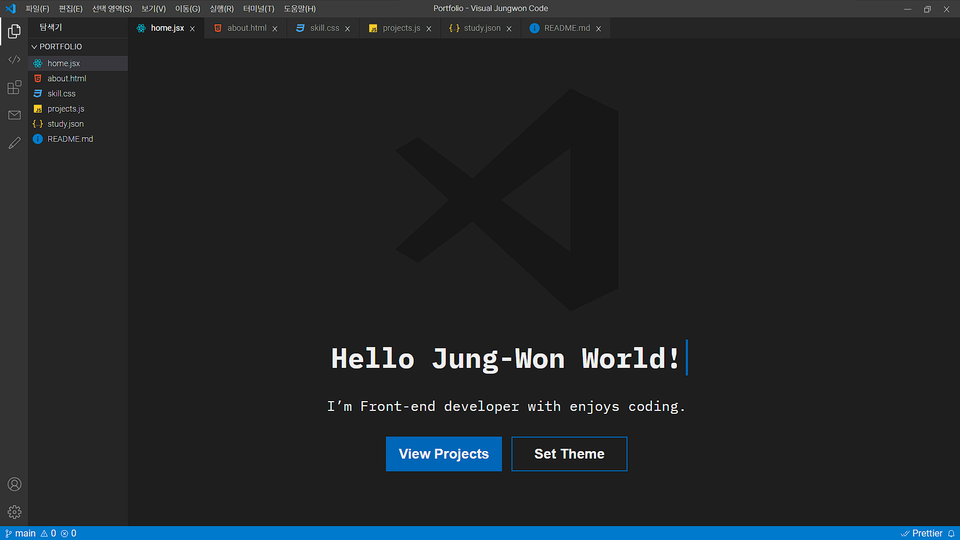 파일(F) 편집(E) 선택 영역(S) 보기(V) 이동(G) 실행(R) 터미널(T) 도움말(H) Portfolio - Visual Jungwon Code
탐색기 home.jsx about.html skill.css projects.js study.json README.md
PORTFOLIO
home.jsx
about.html
skill.css
projects.js
study.json
README.md
Hello Jung-Won World!
I’m Front-end developer with enjoys coding.
View Projects Set Theme
main 0 0 Prettier